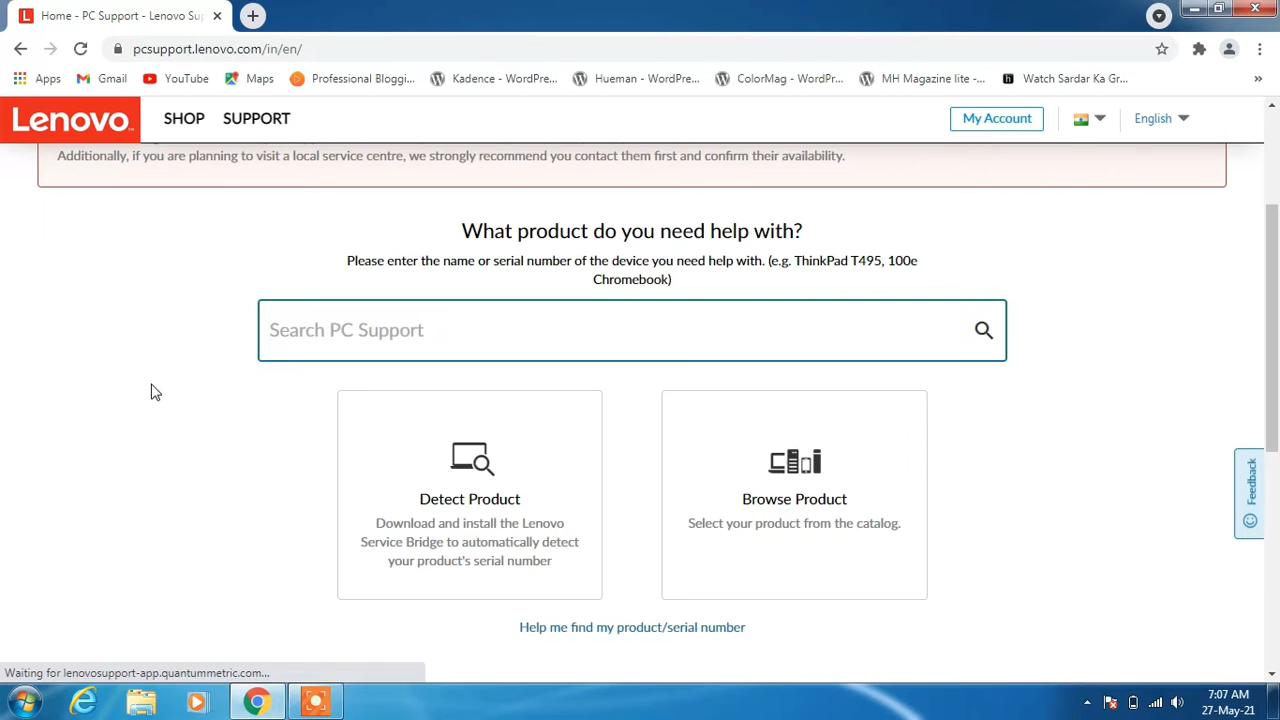 Home - PC Support - Lenovo Su
pcsupport.lenovo.com/in/en/
Apps
Gmail
YouTube
Maps
Professional Bloggi...
Kadence - WordPre...
Hueman - WordPre...
ColorMag - WordPr...
MH Magazine lite -...
Watch Sardar Ka Gr...
»
Lenovo
SHOP
SUPPORT
My Account
English
Additionally, if you are planning to visit a local service centre, we strongly recommend you contact them first and confirm their availability.
What product do you need help with?
Please enter the name or serial number of the device you need help with. (e.g. ThinkPad T495, 100e
Chromebook)
Search PC Support
Detect Product
Download and install the Lenovo
Service Bridge to automatically detect
your product's serial number
Browse Product
Select your product from the catalog.
Feedback
Help me find my product/serial number
Waiting for lenovosupport-app.quantummetric.com...
7:07 AM
27-May-21